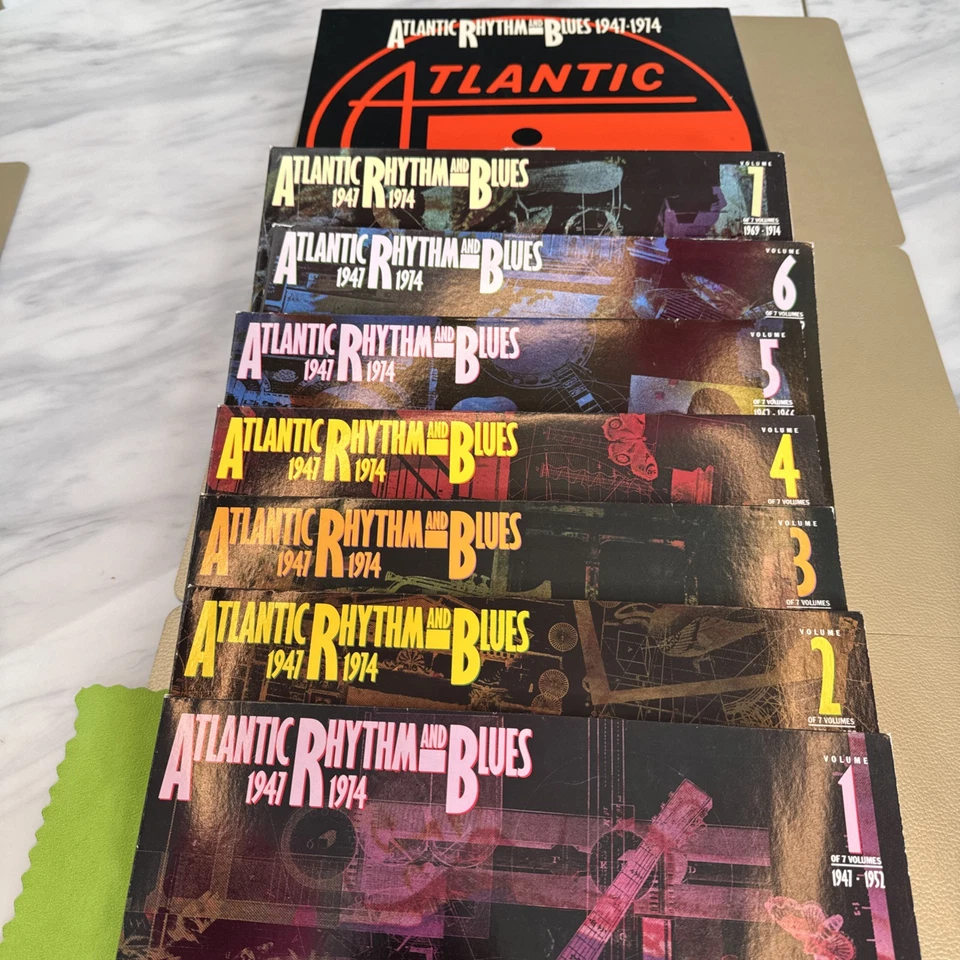 ATLANTIC RHYTHM AND BLUES 1947-1974
ATLANTIC
ATLANTIC RHYTHM AND BLUES
1947 1974
VOLUME
7
OF 7 VOLUMES
1969 - 1974
ATLANTIC RHYTHM AND BLUES
1947 1974
VOLUME
6
OF 7 VOLUMES
ATLANTIC RHYTHM AND BLUES
1947 1974
VOLUME
5
OF 7 VOLUMES
ATLANTIC RHYTHM AND BLUES
1947 1974
VOLUME
4
OF 7 VOLUMES
ATLANTIC RHYTHM AND BLUES
1947 1974
VOLUME
3
OF 7 VOLUMES
ATLANTIC RHYTHM AND BLUES
1947 1974
VOLUME
2
OF 7 VOLUMES
ATLANTIC RHYTHM AND BLUES
1947 1974
VOLUME
1
OF 7 VOLUMES
1947 - 1952